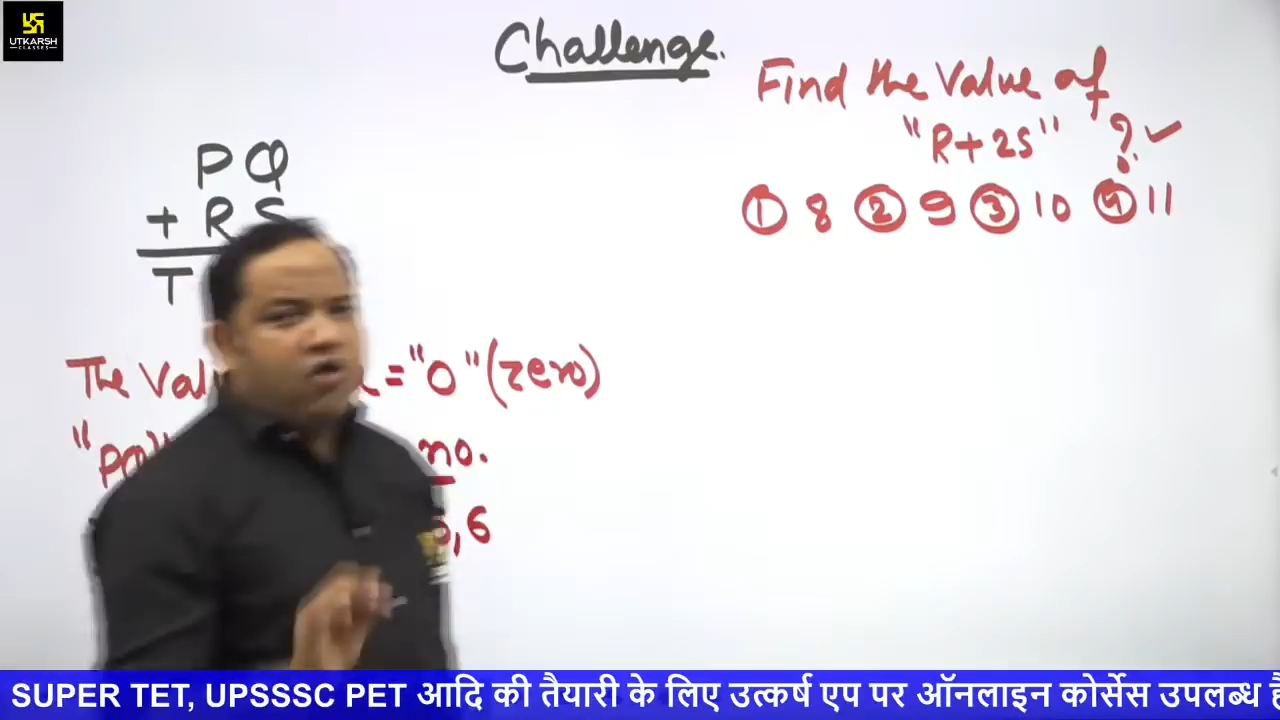 UTKARSH
CLASSES
Challenge.
Find the Value of
"R+2S" ?
① 8 ② 9 ③ 10 ④ 11
P Q
+ R S
T
The
= "0" (zero)
no.
, 6
SUPER TET, UPSSSC PET आदि की तैयारी के लिए उत्कर्ष एप पर ऑनलाइन कोर्सेस उपलब्ध हैं